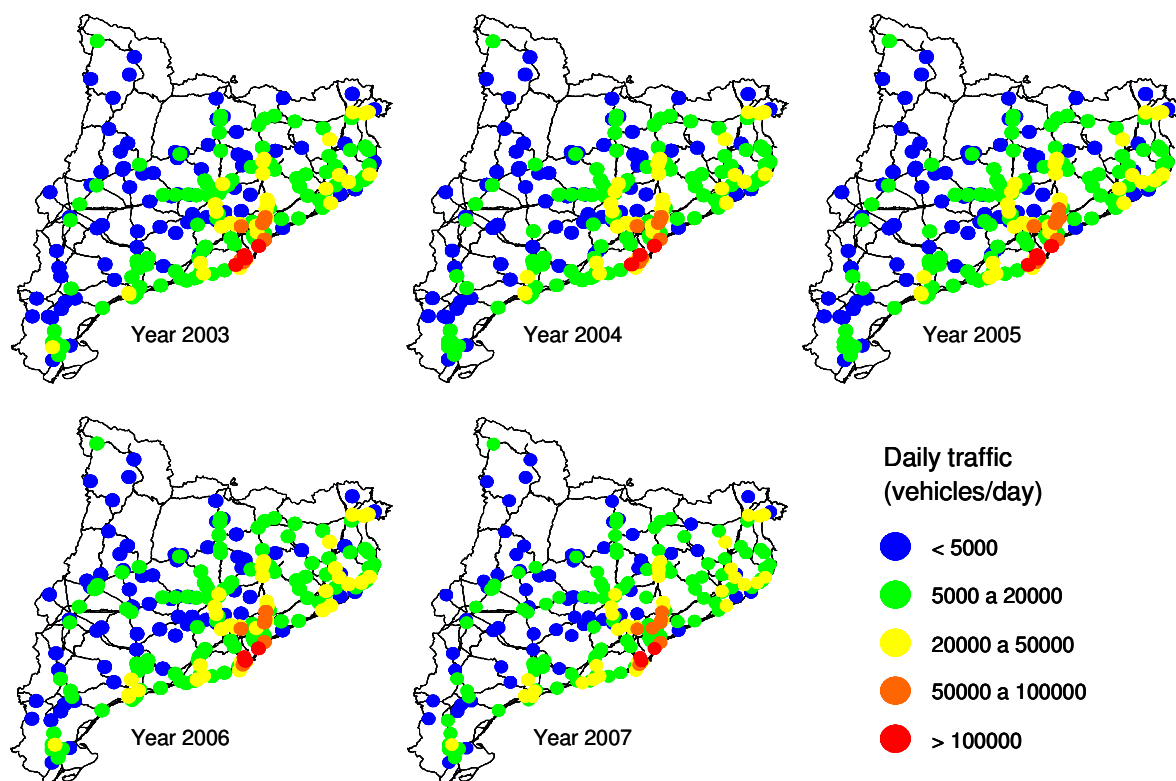 Year 2003
Year 2004
Year 2005
Year 2006
Year 2007
Daily traffic
(vehicles/day)
< 5000
5000 a 20000
20000 a 50000
50000 a 100000
> 100000